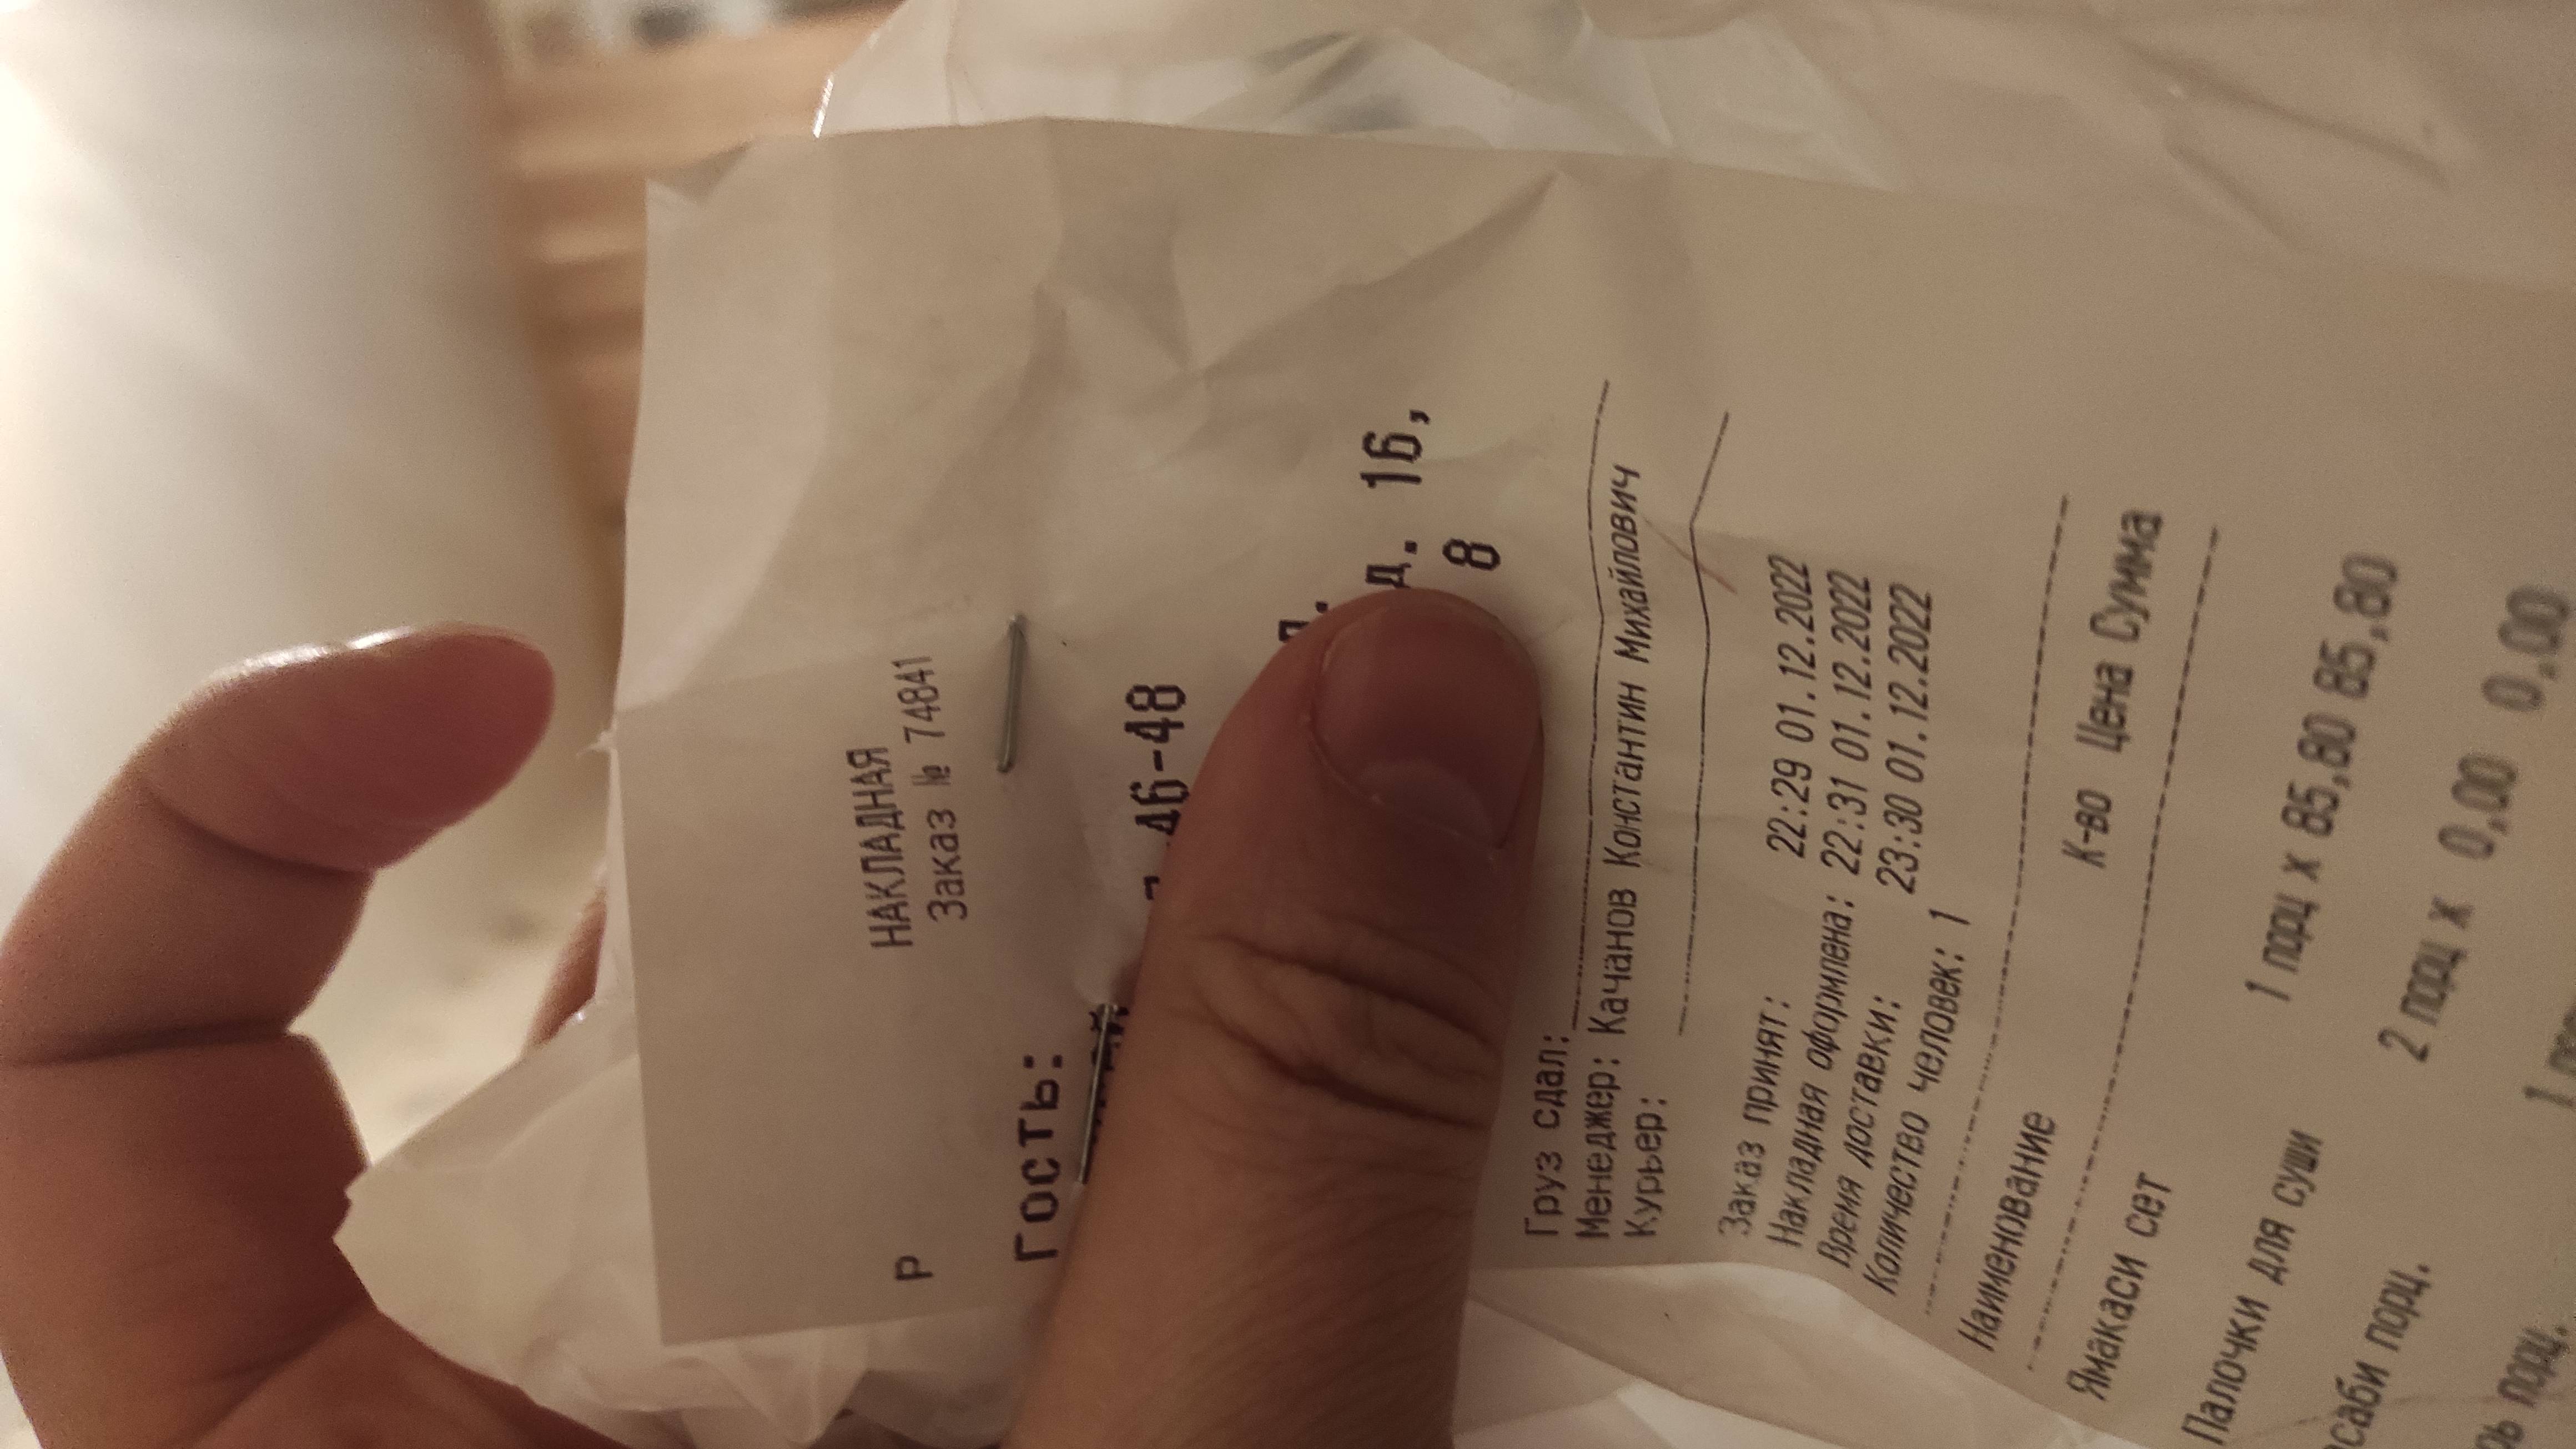 НАКЛАДНАЯ
Р Заказ № 74841
Гость:
46-48
д. 16,
8
Груз сдал:
Менеджер: Качанов Константин Михайлович
Курьер:
Заказ принят: 22:29 01.12.2022
Накладная оформлена: 22:31 01.12.2022
Время доставки: 23:30 01.12.2022
Количество человек: 1
Наименование К-во Цена Сумма
Ямакаси сет
1 порц x 85,80 85,80
Палочки для суши
2 порц x 0,00 0,00
порц.
1
порц.